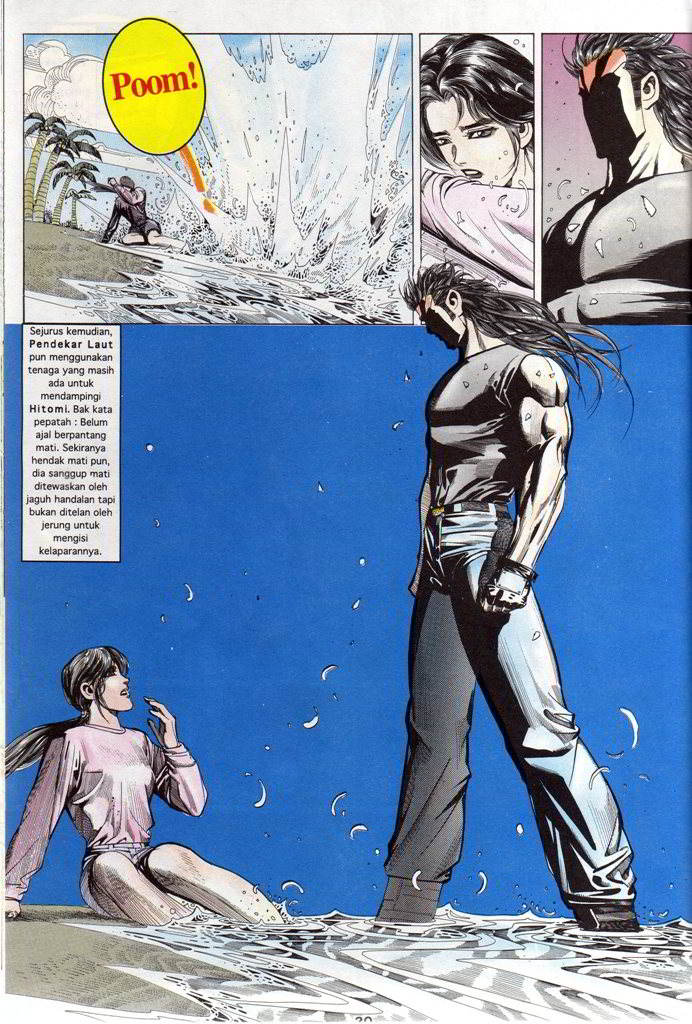 Poom!
Sejurus kemudian,
Pendekar Laut
pun menggunakan
tenaga yang masih
ada untuk
mendampingi
Hitomi. Bak kata
pepatah : Belum
ajal berpantang
mati. Sekiranya
hendak mati pun,
dia sanggup mati
ditewaskan oleh
jaguh handalan tapi
bukan ditelan oleh
jerung untuk
mengisi
kelaparannya.
20